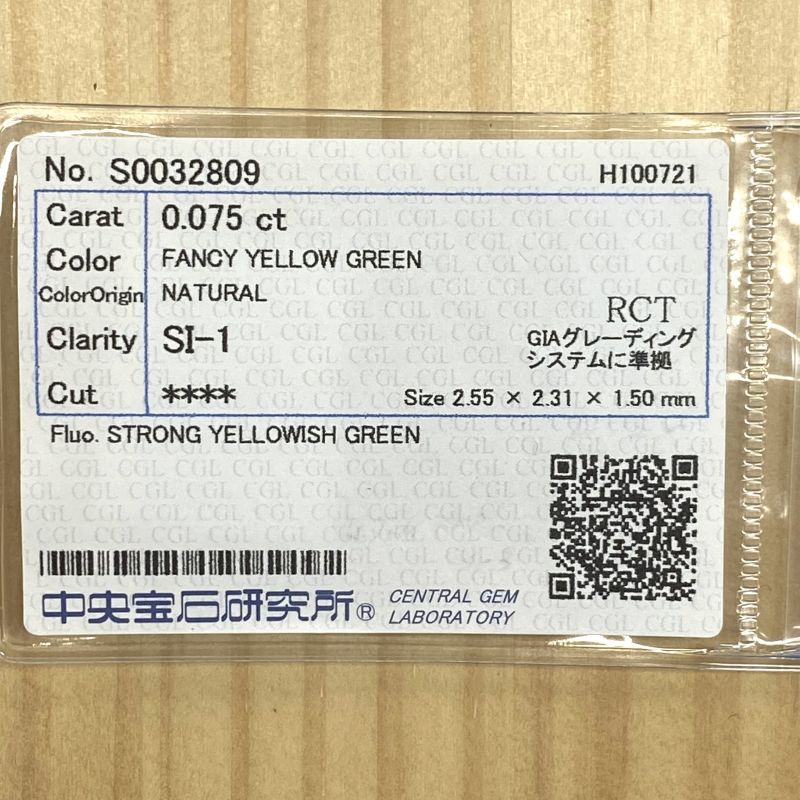 No. S0032809 H100721
Carat 0.075 ct
Color FANCY YELLOW GREEN
ColorOrigin NATURAL
RCT
Clarity SI-1
GIAグレーディング
システムに準拠
Cut **** Size 2.55 × 2.31 × 1.50 mm
Fluo. STRONG YELLOWISH GREEN
中央宝石研究所® CENTRAL GEM
LABORATORY